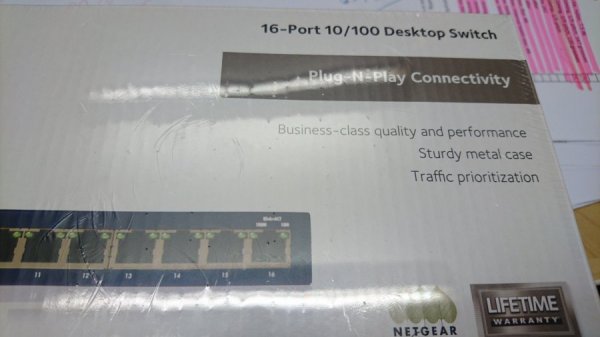 16-Port 10/100 Desktop Switch
Plug-N-Play Connectivity
Business-class quality and performance
Sturdy metal case
Traffic prioritization
11 12 13 14 15 16
NETGEAR
LIFETIME
WARRANTY